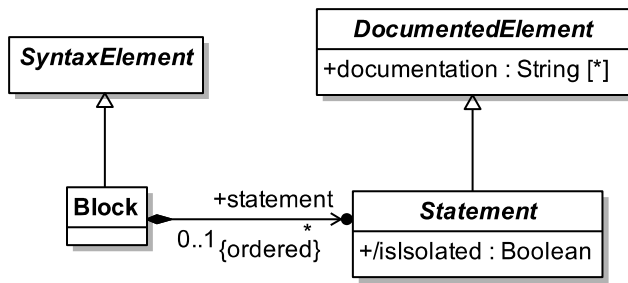 SyntaxElement
DocumentedElement
+documentation : String [*]
Block
+statement
0..1
*
{ordered}
Statement
+/isIsolated : Boolean